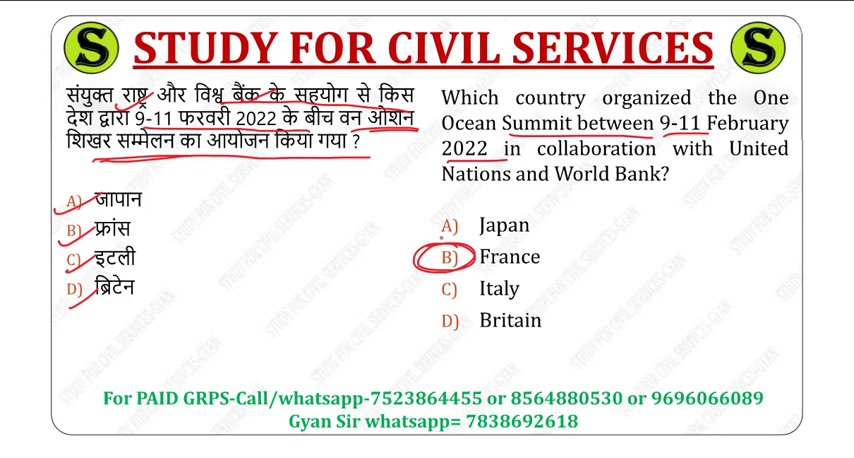 S STUDY FOR CIVIL SERVICES S
संयुक्त राष्ट्र और विश्व बैंक के सहयोग से किस
देश द्वारा 9-11 फरवरी 2022 के बीच वन ओशन
शिखर सम्मेलन का आयोजन किया गया ?
A) जापान
B) फ्रांस
C) इटली
D) ब्रिटेन
Which country organized the One
Ocean Summit between 9-11 February
2022 in collaboration with United
Nations and World Bank?
A) Japan
B) France
C) Italy
D) Britain
For PAID GRPS-Call/whatsapp-7523864455 or 8564880530 or 9696066089
Gyan Sir whatsapp= 7838692618